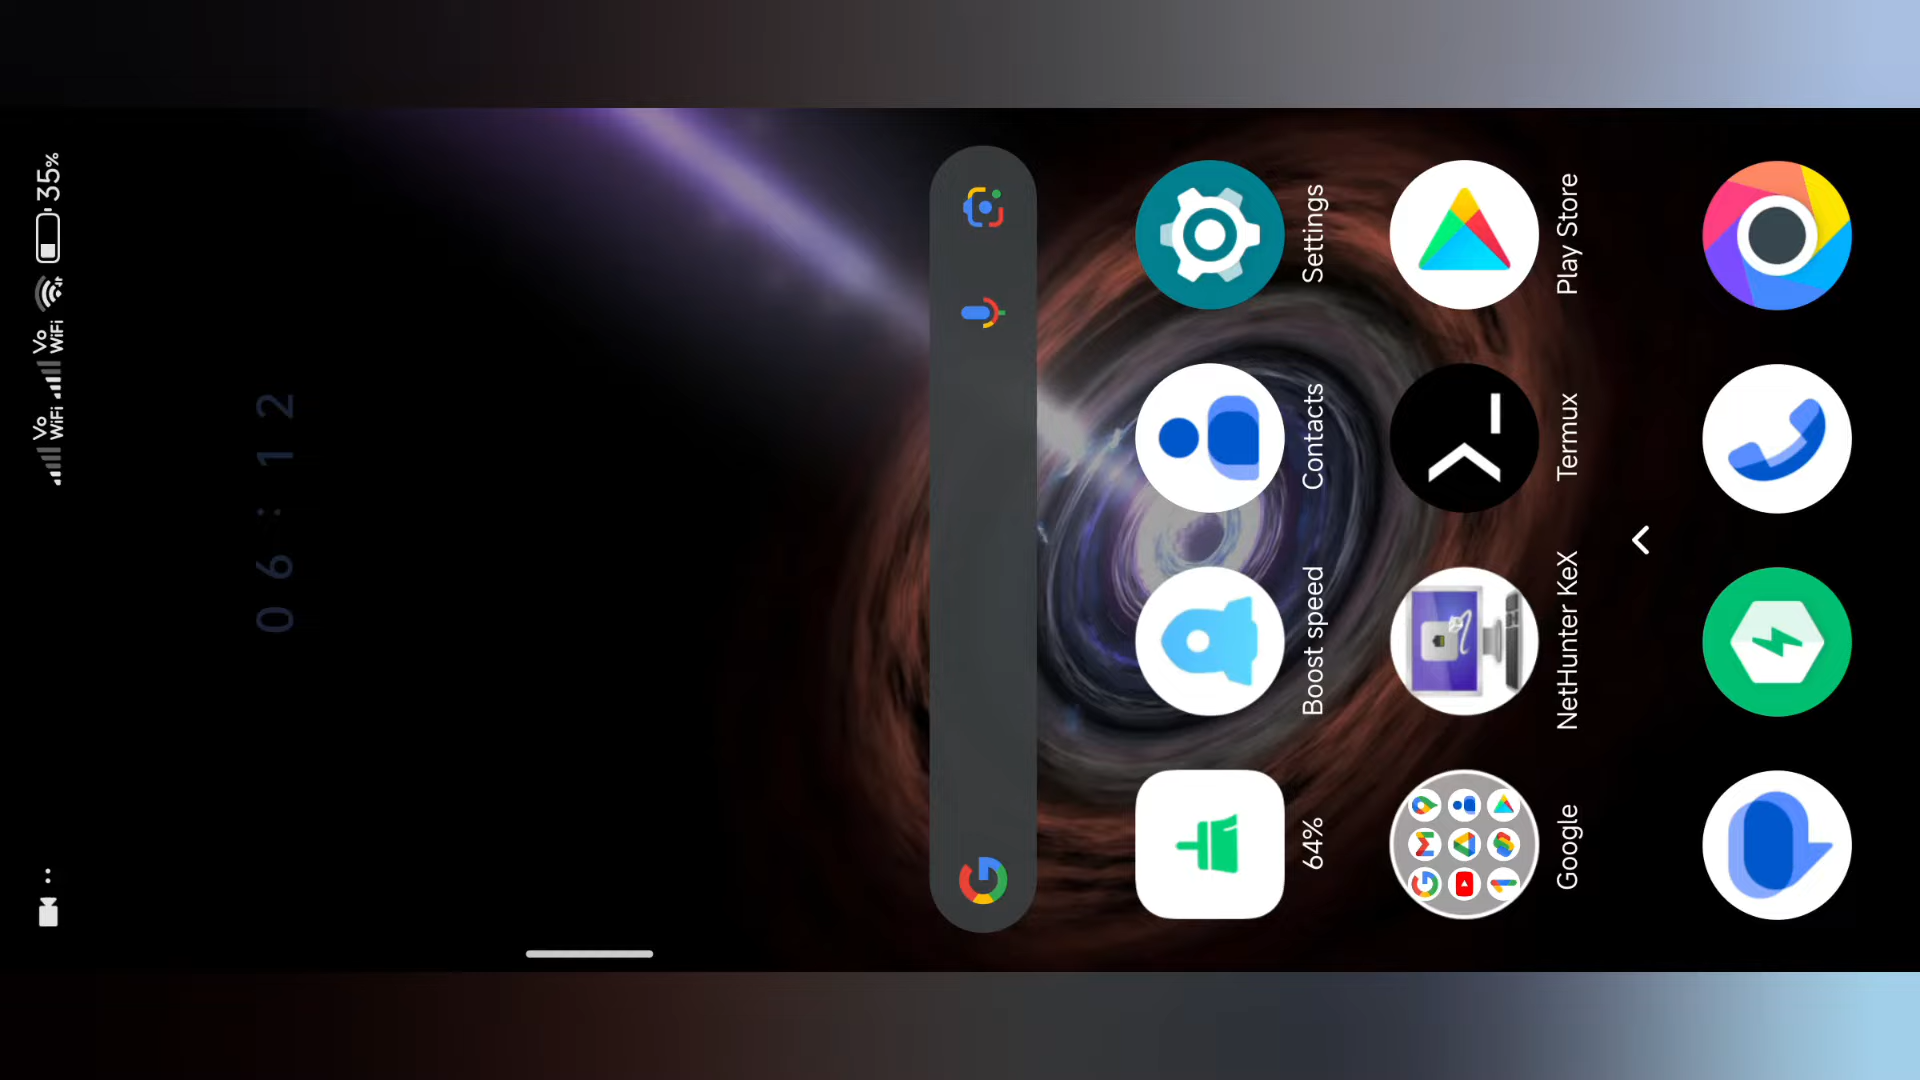 Vo WiFi Vo WiFi 35%
06:12
64% Boost speed Contacts Settings
Google NetHunter KeX Termux Play Store